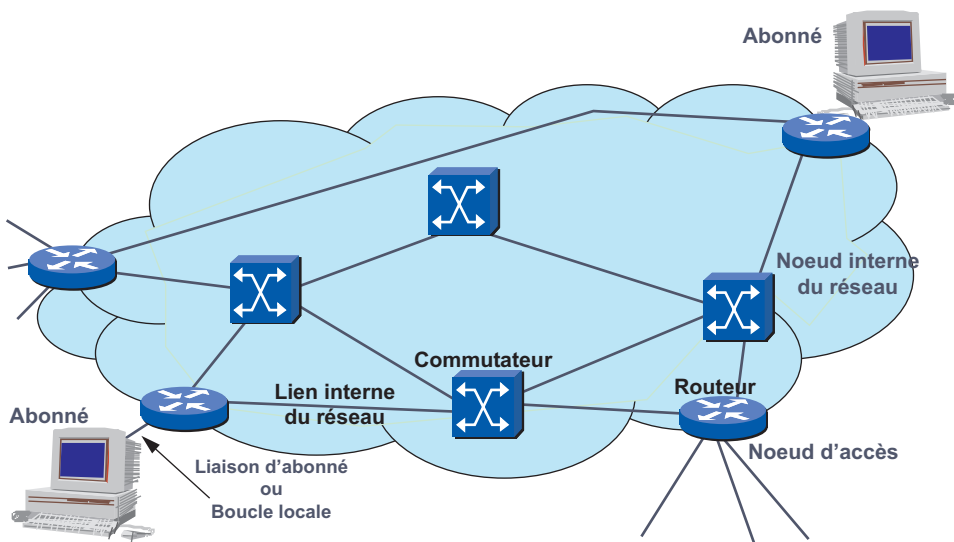 Abonné
Noeud interne
du réseau
Commutateur
Routeur
Lien interne
du réseau
Abonné
Noeud d'accès
Liaison d'abonné
ou
Boucle locale